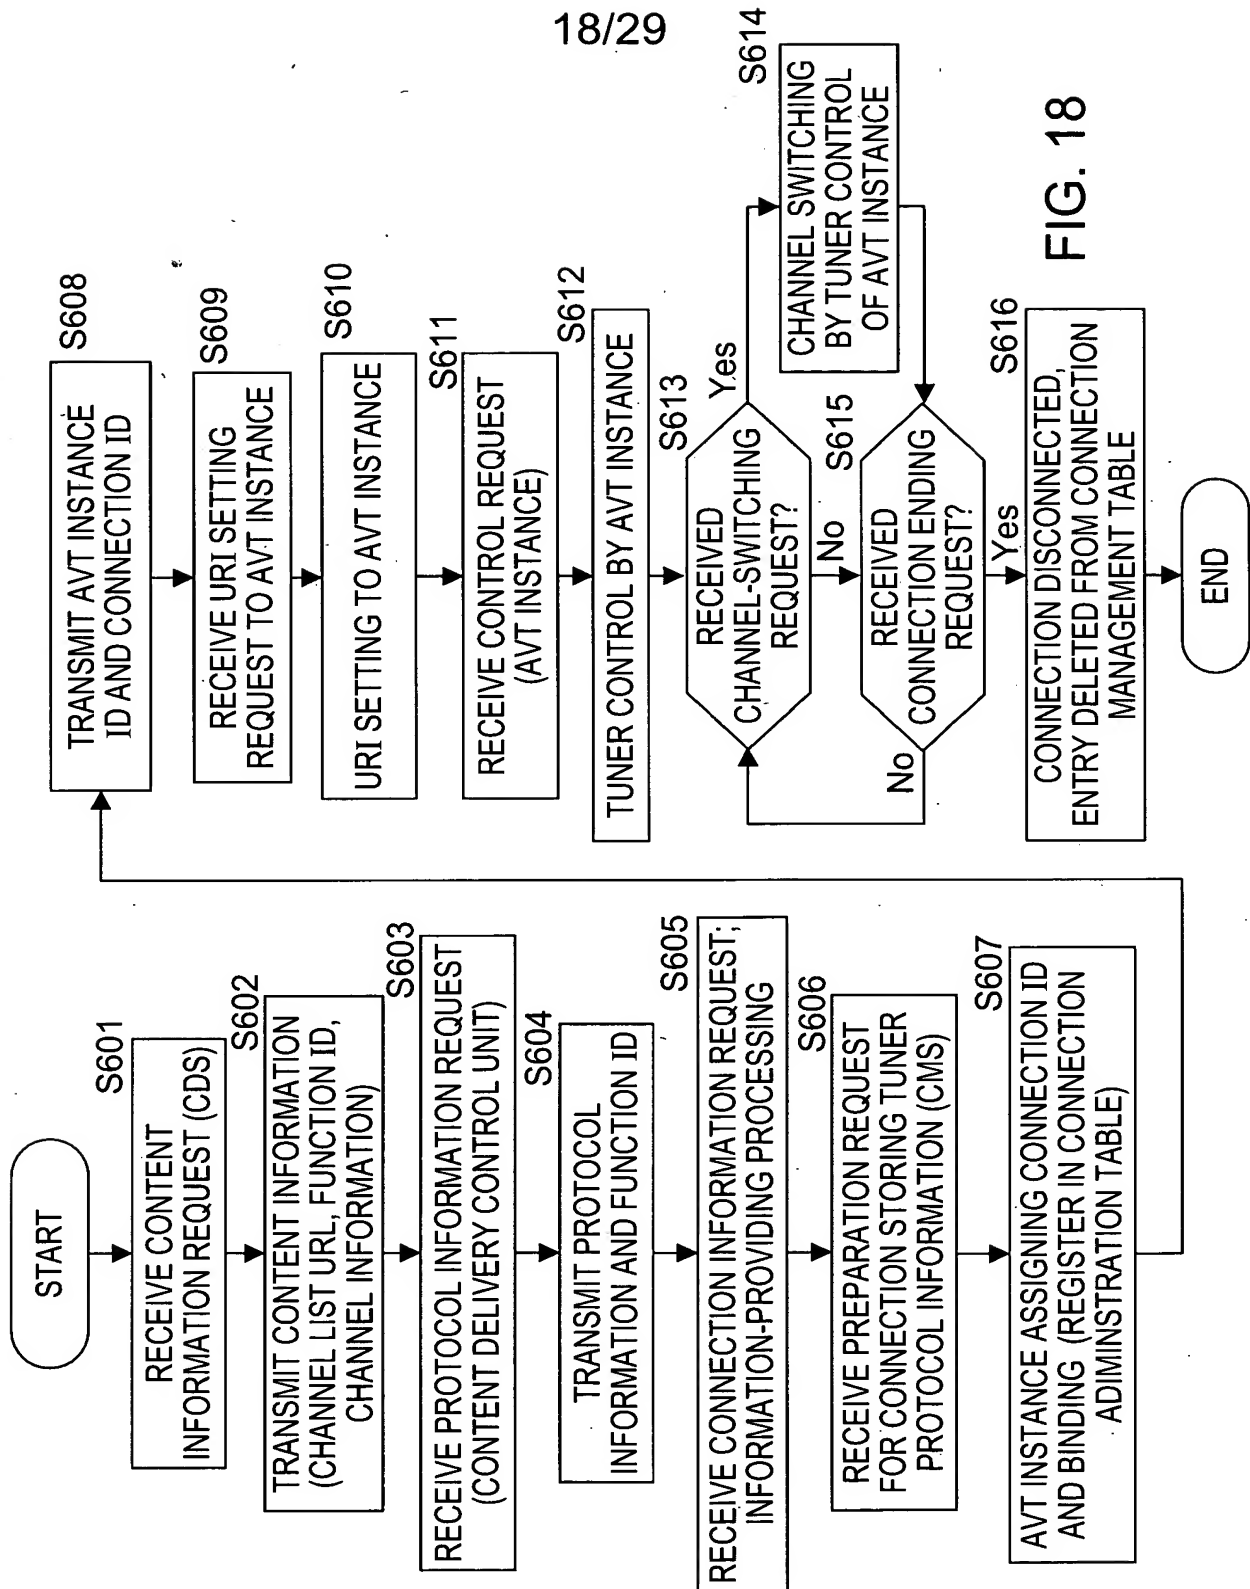 18/29
START
S601
RECEIVE CONTENT
INFORMATION REQUEST (CDS)
S602
TRANSMIT CONTENT INFORMATION
(CHANNEL LIST URL, FUNCTION ID,
CHANNEL INFORMATION)
S603
RECEIVE PROTOCOL INFORMATION REQUEST
(CONTENT DELIVERY CONTROL UNIT)
S604
TRANSMIT PROTOCOL
INFORMATION AND FUNCTION ID
S605
RECEIVE CONNECTION INFORMATION REQUEST;
INFORMATION-PROVIDING PROCESSING
S606
RECEIVE PREPARATION REQUEST
FOR CONNECTION STORING TUNER
PROTOCOL INFORMATION (CMS)
S607
AVT INSTANCE ASSIGNING CONNECTION ID
AND BINDING (REGISTER IN CONNECTION
ADIMINSTRATION TABLE)
S608
TRANSMIT AVT INSTANCE
ID AND CONNECTION ID
S609
RECEIVE URI SETTING
REQUEST TO AVT INSTANCE
S610
URI SETTING TO AVT INSTANCE
S611
RECEIVE CONTROL REQUEST
(AVT INSTANCE)
S612
TUNER CONTROL BY AVT INSTANCE
S613
RECEIVED
CHANNEL-SWITCHING
REQUEST?
Yes
No
S614
CHANNEL SWITCHING
BY TUNER CONTROL
OF AVT INSTANCE
S615
RECEIVED
CONNECTION ENDING
REQUEST?
No
Yes
S616
CONNECTION DISCONNECTED,
ENTRY DELETED FROM CONNECTION
MANAGEMENT TABLE
END
FIG. 18